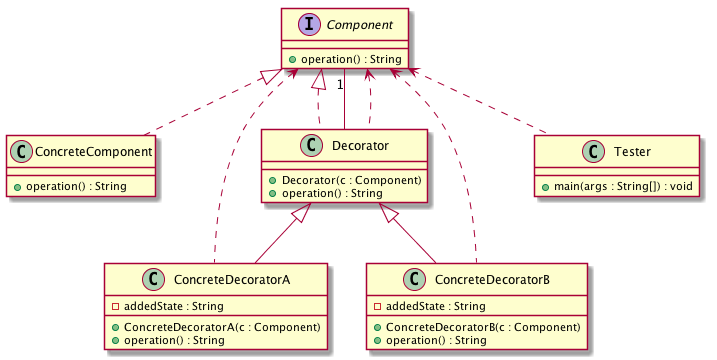 I Component
operation() : String
1
C ConcreteComponent
operation() : String
C Decorator
Decorator(c : Component)
operation() : String
C Tester
main(args : String[]) : void
C ConcreteDecoratorA
addedState : String
ConcreteDecoratorA(c : Component)
operation() : String
C ConcreteDecoratorB
addedState : String
ConcreteDecoratorB(c : Component)
operation() : String